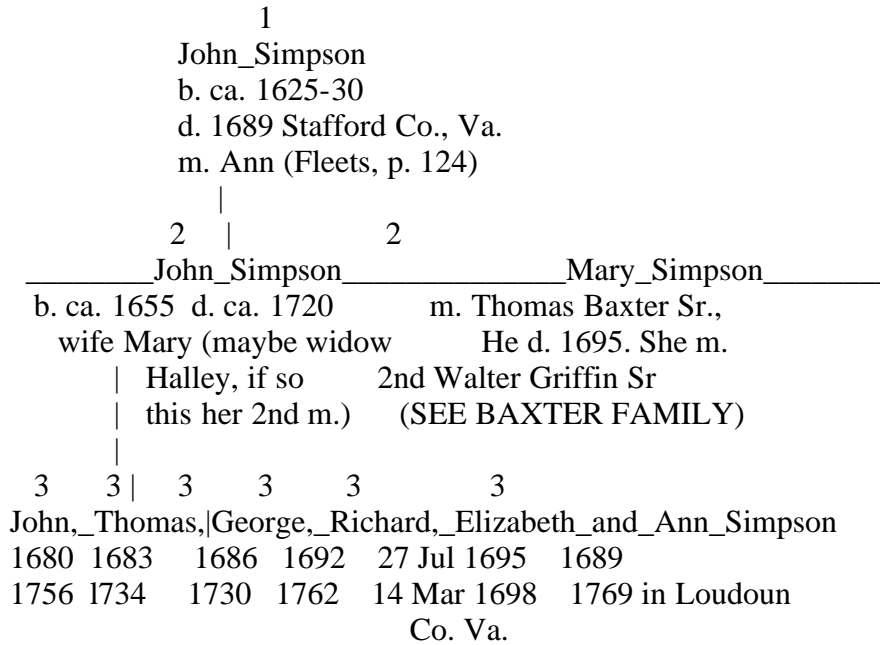 1
John_Simpson
b. ca. 1625-30
d. 1689 Stafford Co., Va.
m. Ann (Fleets, p. 124)
|
2 | 2
________John_Simpson______________Mary_Simpson________
b. ca. 1655 d. ca. 1720 m. Thomas Baxter Sr.,
wife Mary (maybe widow He d. 1695. She m.
| Halley, if so 2nd Walter Griffin Sr
| this her 2nd m.) (SEE BAXTER FAMILY)
|
3 3 | 3 3 3 3
John,_Thomas,|George,_Richard,_Elizabeth_and_Ann_Simpson
1680 1683 1686 1692 27 Jul 1695 1689
1756 l734 1730 1762 14 Mar 1698 1769 in Loudoun
Co. Va.